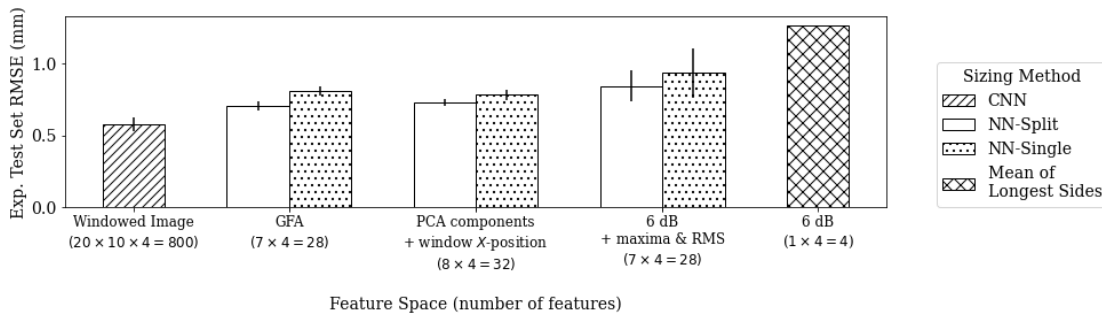 Exp. Test Set RMSE (mm)
1.0
0.5
0.0
Windowed Image
(20 × 10 × 4 = 800)
GFA
(7 × 4 = 28)
PCA components
+ window X-position
(8 × 4 = 32)
6 dB
+ maxima & RMS
(7 × 4 = 28)
6 dB
(1 × 4 = 4)
Feature Space (number of features)
Sizing Method
CNN
NN-Split
NN-Single
Mean of
Longest Sides